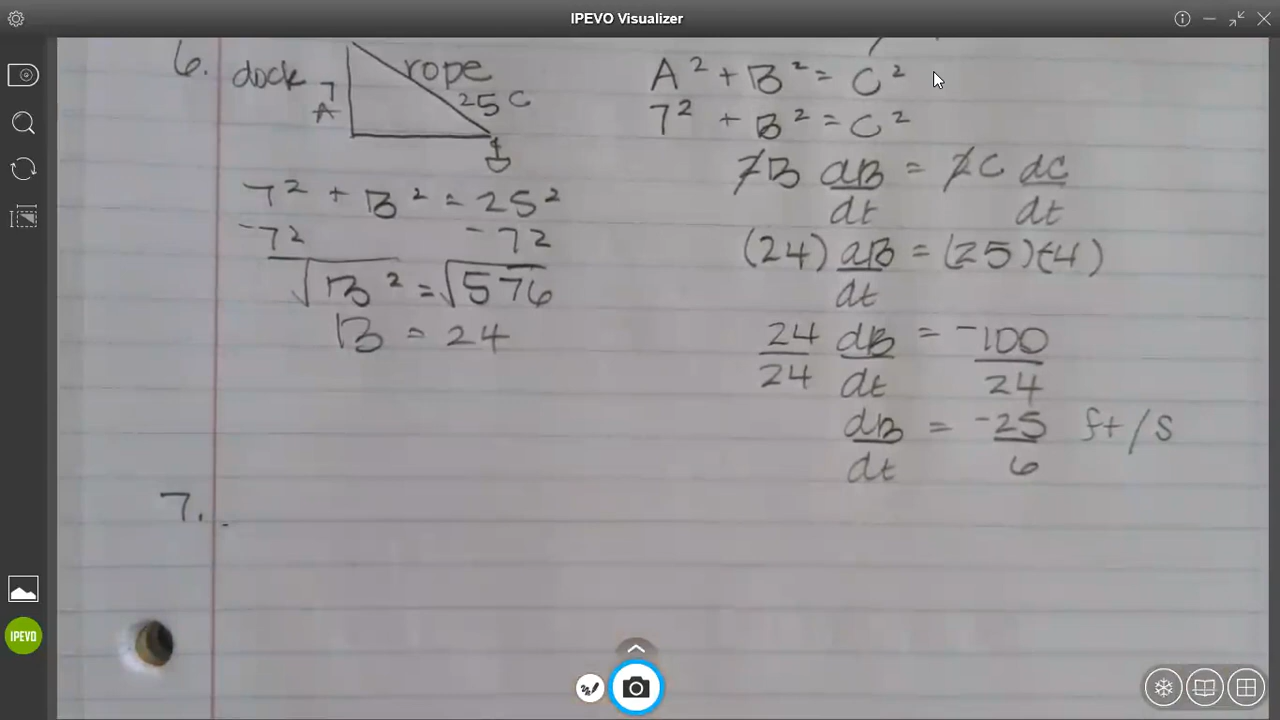 IPEVO Visualizer
6. dock 7 A rope 25 C
7² + B² = 25²
-7² -7²
√B² = √576
B = 24
A² + B² = C²
7² + B² = C²
2B dB/dt = 2C dC/dt
(24) dB/dt = (25)(-4)
24/24 dB/dt = -100/24
dB/dt = -25/6 ft/s
7.
IPEVO